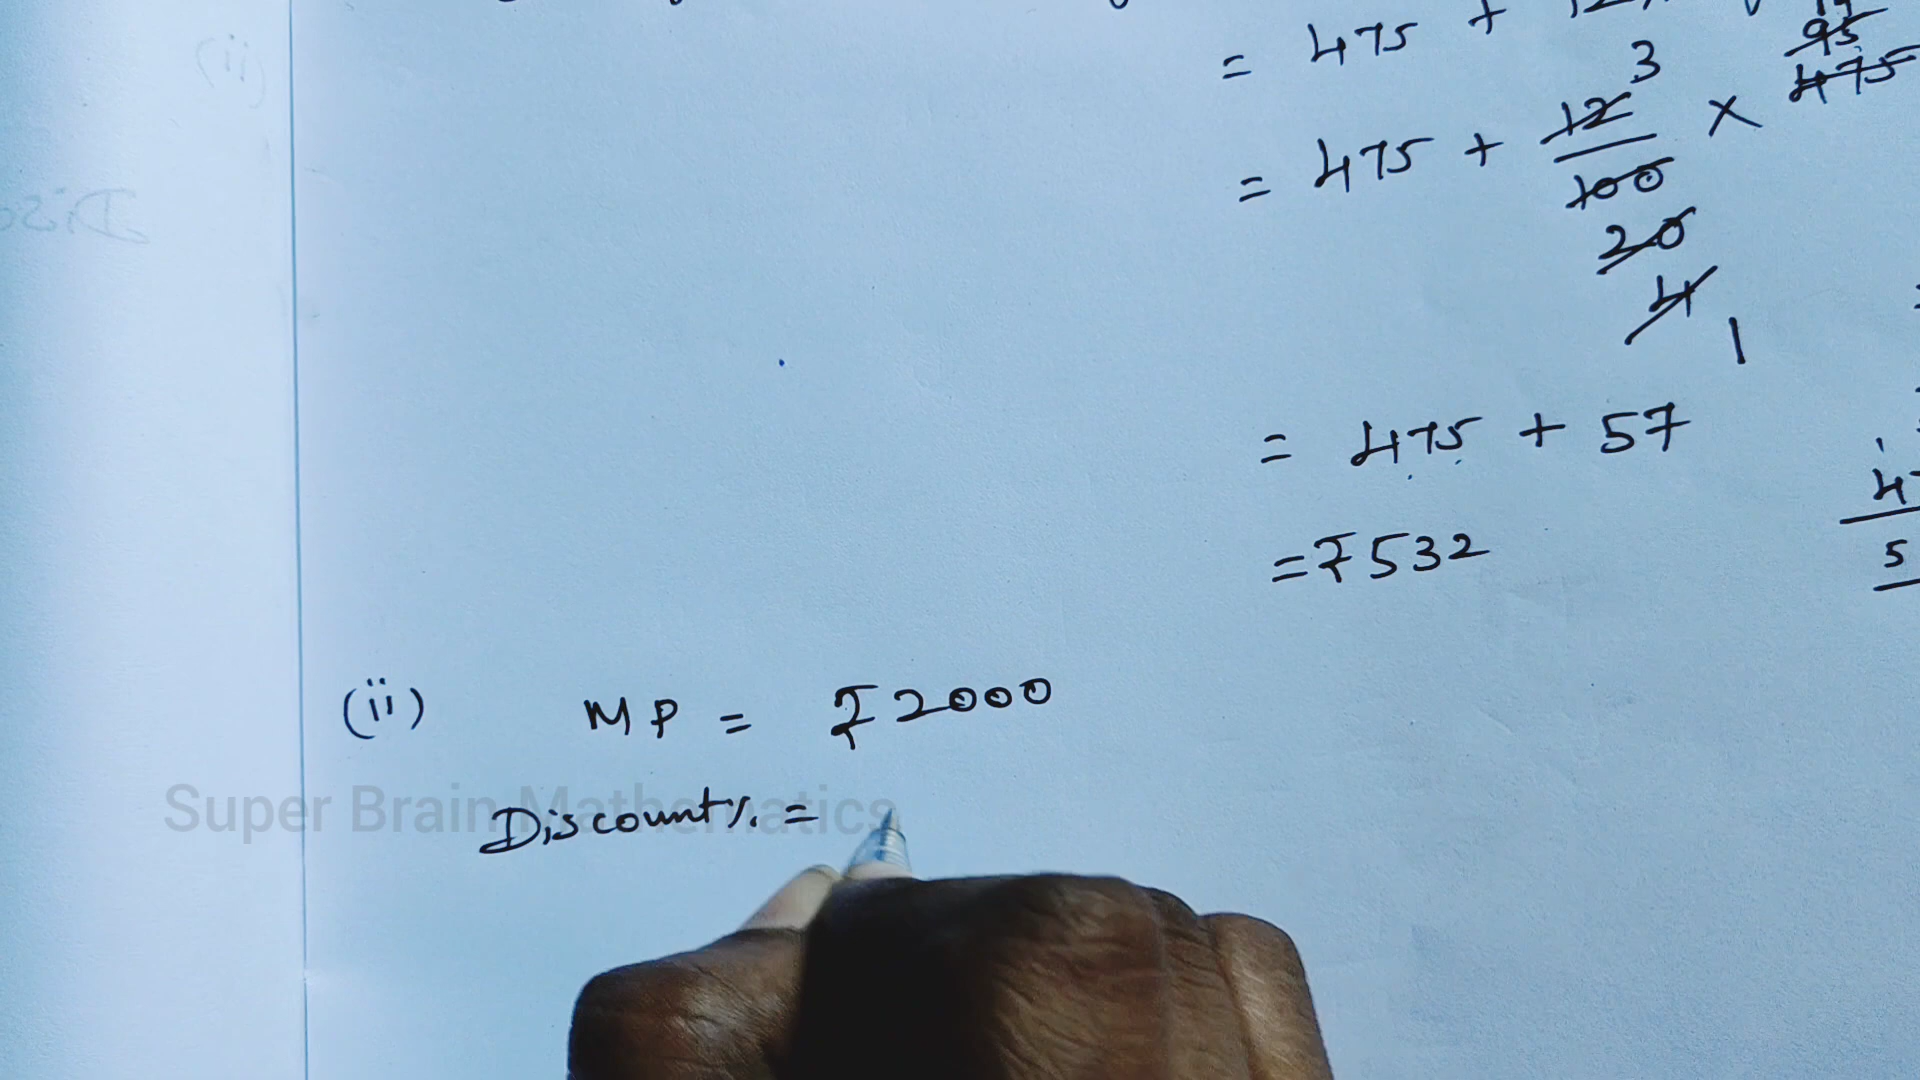 = 475 +
= 475 + 12/100 × 475
3
95
20
4
1
= 475 + 57
= ₹532
(ii) MP = ₹2000
Discount% =
Super Brain Mathematics